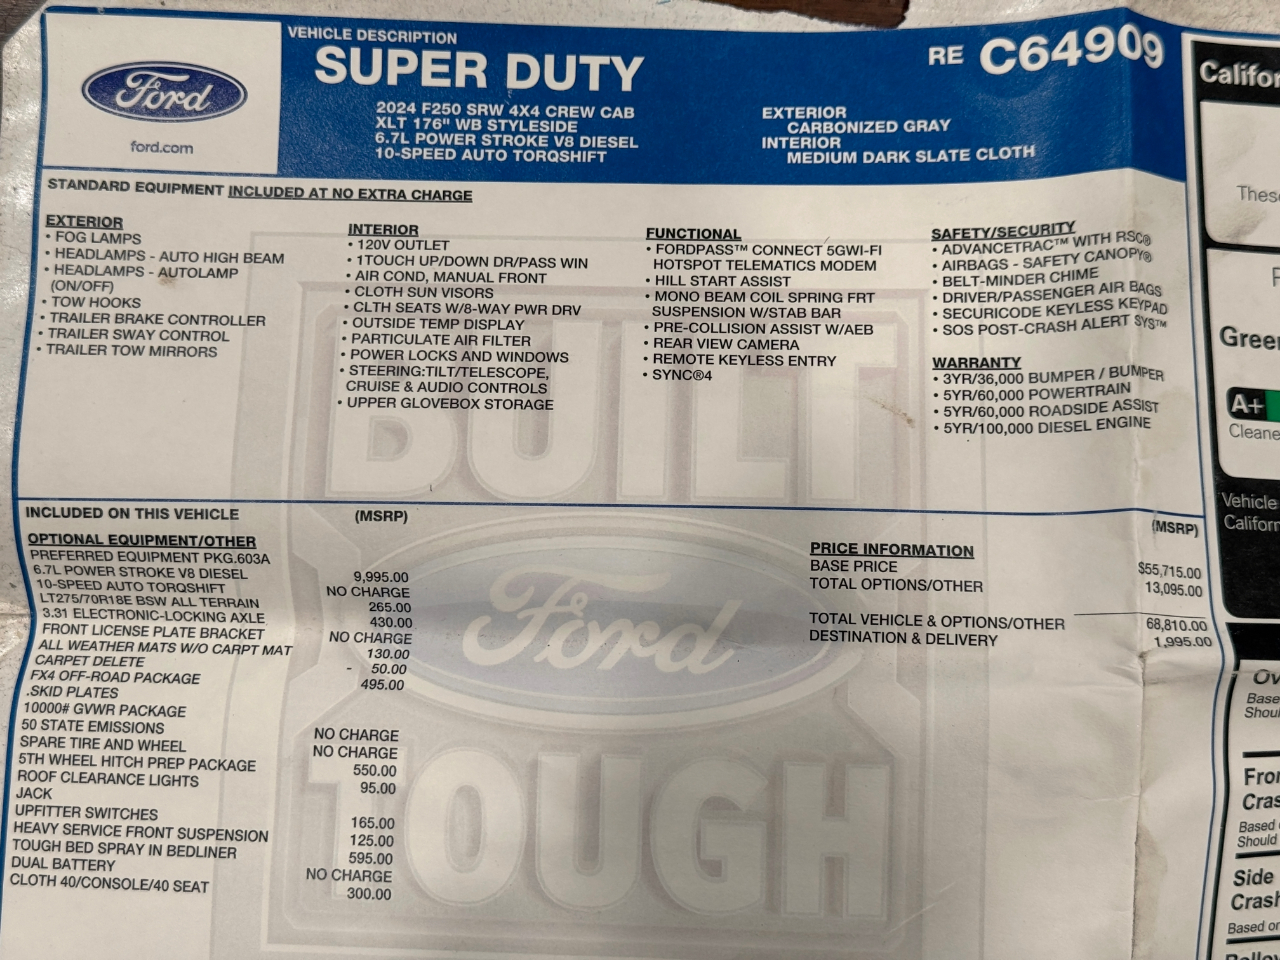 Ford
ford.com
VEHICLE DESCRIPTION
SUPER DUTY
2024 F250 SRW 4X4 CREW CAB
XLT 176" WB STYLESIDE
6.7L POWER STROKE V8 DIESEL
10-SPEED AUTO TORQSHIFT
RE C64909
EXTERIOR
CARBONIZED GRAY
INTERIOR
MEDIUM DARK SLATE CLOTH
STANDARD EQUIPMENT INCLUDED AT NO EXTRA CHARGE
EXTERIOR
• FOG LAMPS
• HEADLAMPS - AUTO HIGH BEAM
• HEADLAMPS - AUTOLAMP
(ON/OFF)
• TOW HOOKS
• TRAILER BRAKE CONTROLLER
• TRAILER SWAY CONTROL
• TRAILER TOW MIRRORS
INTERIOR
• 120V OUTLET
• 1TOUCH UP/DOWN DR/PASS WIN
• AIR COND, MANUAL FRONT
• CLOTH SUN VISORS
• CLTH SEATS W/8-WAY PWR DRV
• OUTSIDE TEMP DISPLAY
• PARTICULATE AIR FILTER
• POWER LOCKS AND WINDOWS
• STEERING:TILT/TELESCOPE,
CRUISE & AUDIO CONTROLS
• UPPER GLOVEBOX STORAGE
FUNCTIONAL
• FORDPASS™ CONNECT 5GWI-FI
HOTSPOT TELEMATICS MODEM
• HILL START ASSIST
• MONO BEAM COIL SPRING FRT
SUSPENSION W/STAB BAR
• PRE-COLLISION ASSIST W/AEB
• REAR VIEW CAMERA
• REMOTE KEYLESS ENTRY
• SYNC®4
SAFETY/SECURITY
• ADVANCETRAC™ WITH RSC®
• AIRBAGS - SAFETY CANOPY®
• BELT-MINDER CHIME
• DRIVER/PASSENGER AIR BAGS
• SECURICODE KEYLESS KEYPAD
• SOS POST-CRASH ALERT SYS™
WARRANTY
• 3YR/36,000 BUMPER / BUMPER
• 5YR/60,000 POWERTRAIN
• 5YR/60,000 ROADSIDE ASSIST
• 5YR/100,000 DIESEL ENGINE
INCLUDED ON THIS VEHICLE (MSRP)
OPTIONAL EQUIPMENT/OTHER
PREFERRED EQUIPMENT PKG.603A
6.7L POWER STROKE V8 DIESEL 9,995.00
10-SPEED AUTO TORQSHIFT NO CHARGE
LT275/70R18E BSW ALL TERRAIN 265.00
3.31 ELECTRONIC-LOCKING AXLE 430.00
FRONT LICENSE PLATE BRACKET NO CHARGE
ALL WEATHER MATS W/O CARPT MAT 130.00
CARPET DELETE - 50.00
FX4 OFF-ROAD PACKAGE 495.00
.SKID PLATES
10000# GVWR PACKAGE NO CHARGE
50 STATE EMISSIONS NO CHARGE
SPARE TIRE AND WHEEL 550.00
5TH WHEEL HITCH PREP PACKAGE
ROOF CLEARANCE LIGHTS 95.00
JACK
UPFITTER SWITCHES 165.00
HEAVY SERVICE FRONT SUSPENSION 125.00
TOUGH BED SPRAY IN BEDLINER 595.00
DUAL BATTERY NO CHARGE
CLOTH 40/CONSOLE/40 SEAT 300.00
(MSRP)
PRICE INFORMATION
BASE PRICE $55,715.00
TOTAL OPTIONS/OTHER 13,095.00
TOTAL VEHICLE & OPTIONS/OTHER 68,810.00
DESTINATION & DELIVERY 1,995.00
BUILT
Ford
TOUGH
A+
Vehicle
Based
Side
Based